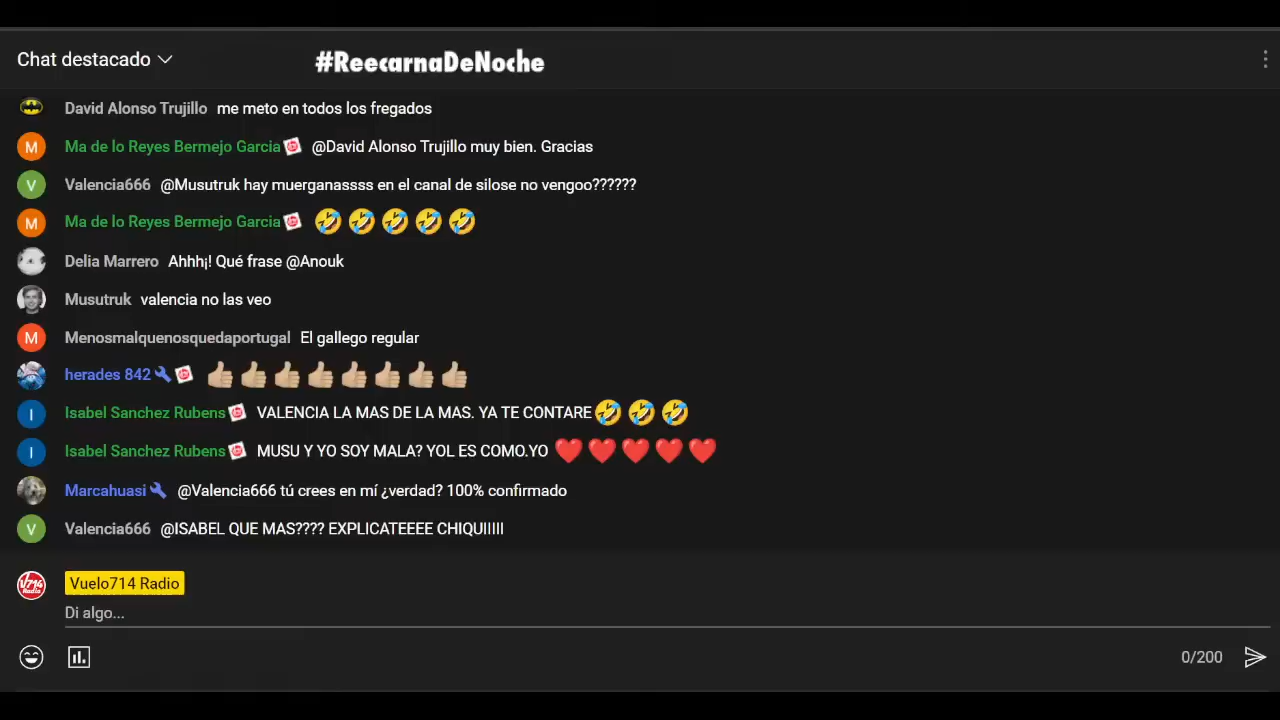 Chat destacado
#ReecarnaDeNoche
David Alonso Trujillo me meto en todos los fregados
M Ma de lo Reyes Bermejo Garcia @David Alonso Trujillo muy bien. Gracias
V Valencia666 @Musutruk hay muerganassss en el canal de silose no vengoo??????
M Ma de lo Reyes Bermejo Garcia 🤣🤣🤣🤣🤣
Delia Marrero Ahhh¡! Qué frase @Anouk
Musutruk valencia no las veo
M Menosmalquenosquedaportugal El gallego regular
herades 842 👍🏼👍🏼👍🏼👍🏼👍🏼👍🏼👍🏼👍🏼
I Isabel Sanchez Rubens VALENCIA LA MAS DE LA MAS. YA TE CONTARE🤣🤣🤣
I Isabel Sanchez Rubens MUSU Y YO SOY MALA? YOL ES COMO.YO ❤️❤️❤️❤️❤️
Marcahuasi @Valencia666 tú crees en mí ¿verdad? 100% confirmado
V Valencia666 @ISABEL QUE MAS???? EXPLICATEEEE CHIQUIIIII
V714 Radio Vuelo714 Radio
Di algo...
0/200